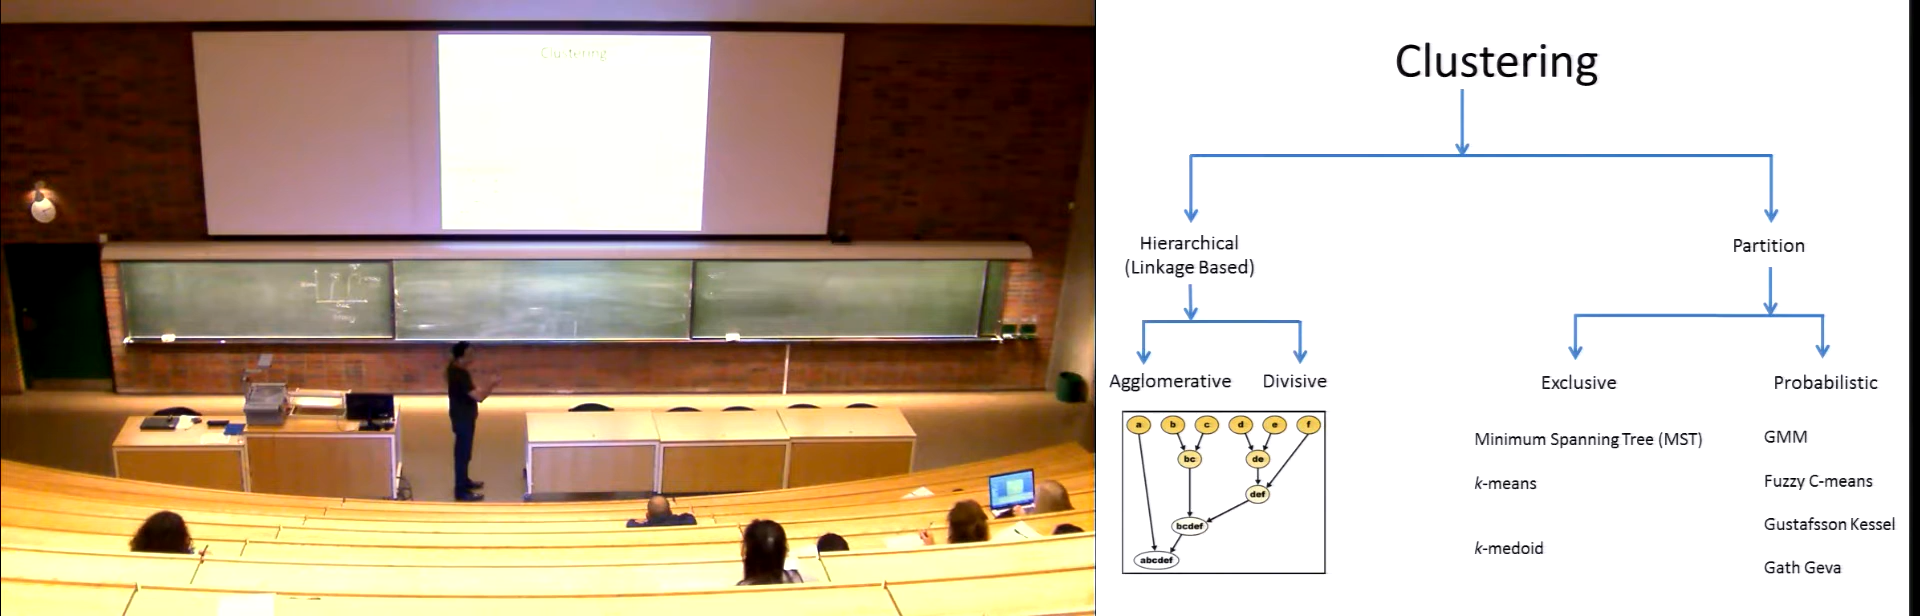 Clustering
Clustering
Hierarchical
(Linkage Based)
Partition
Agglomerative
Divisive
Exclusive
Probabilistic
a b c d e f
bc de
def
bcdef
abcdef
Minimum Spanning Tree (MST)
k-means
k-medoid
GMM
Fuzzy C-means
Gustafsson Kessel
Gath Geva